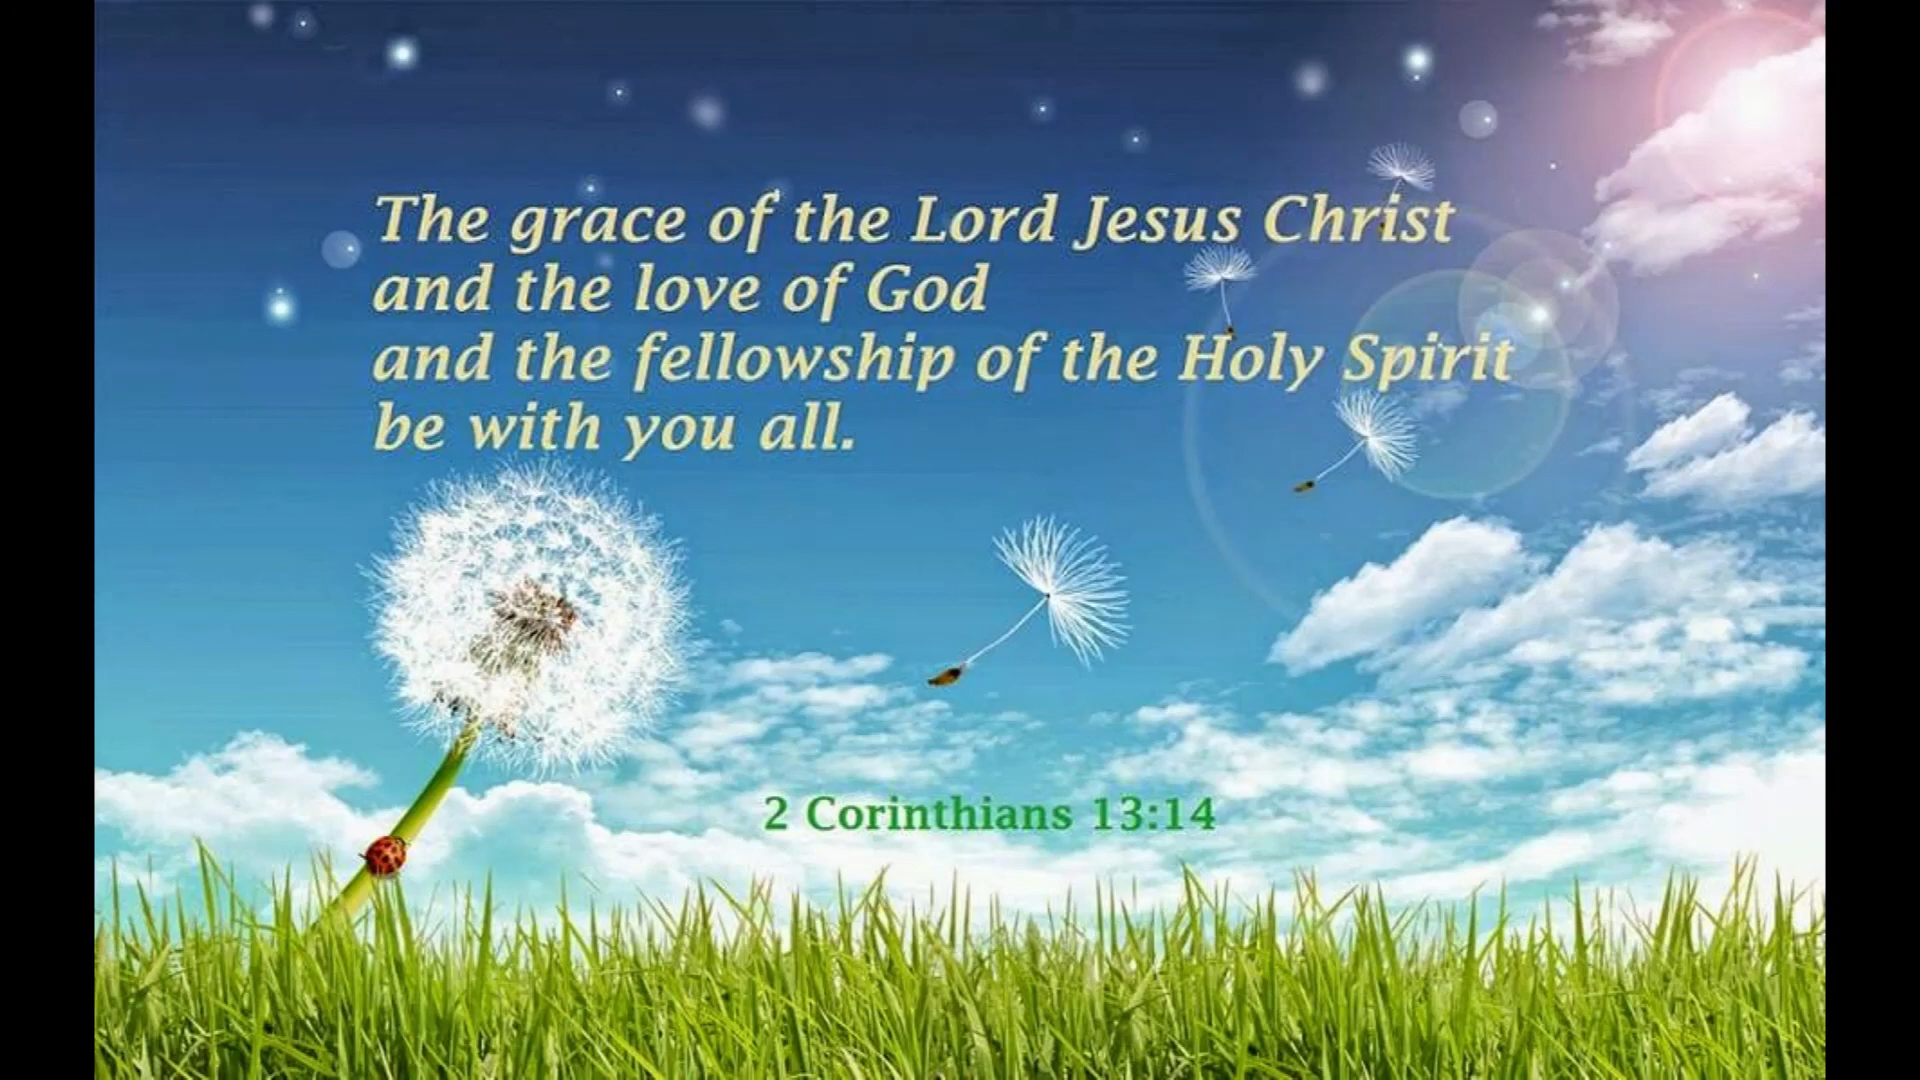 The grace of the Lord Jesus Christ
and the love of God
and the fellowship of the Holy Spirit
be with you all.
2 Corinthians 13:14